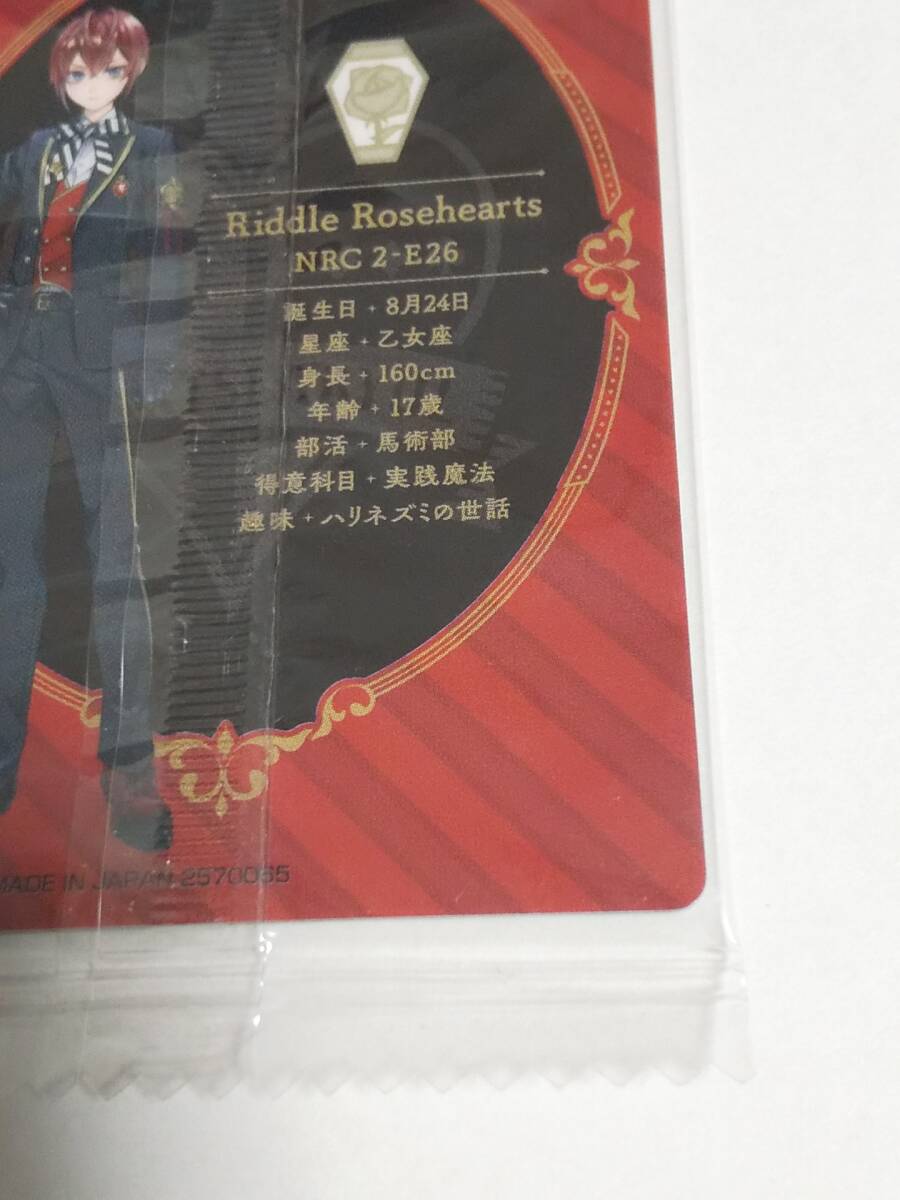 Riddle Rosehearts
NRC 2-E26
誕生日 + 8月24日
星座 + 乙女座
身長 + 160cm
年齢 + 17歳
部活 + 馬術部
得意科目 + 実践魔法
趣味 + ハリネズミの世話
MADE IN JAPAN 2570065